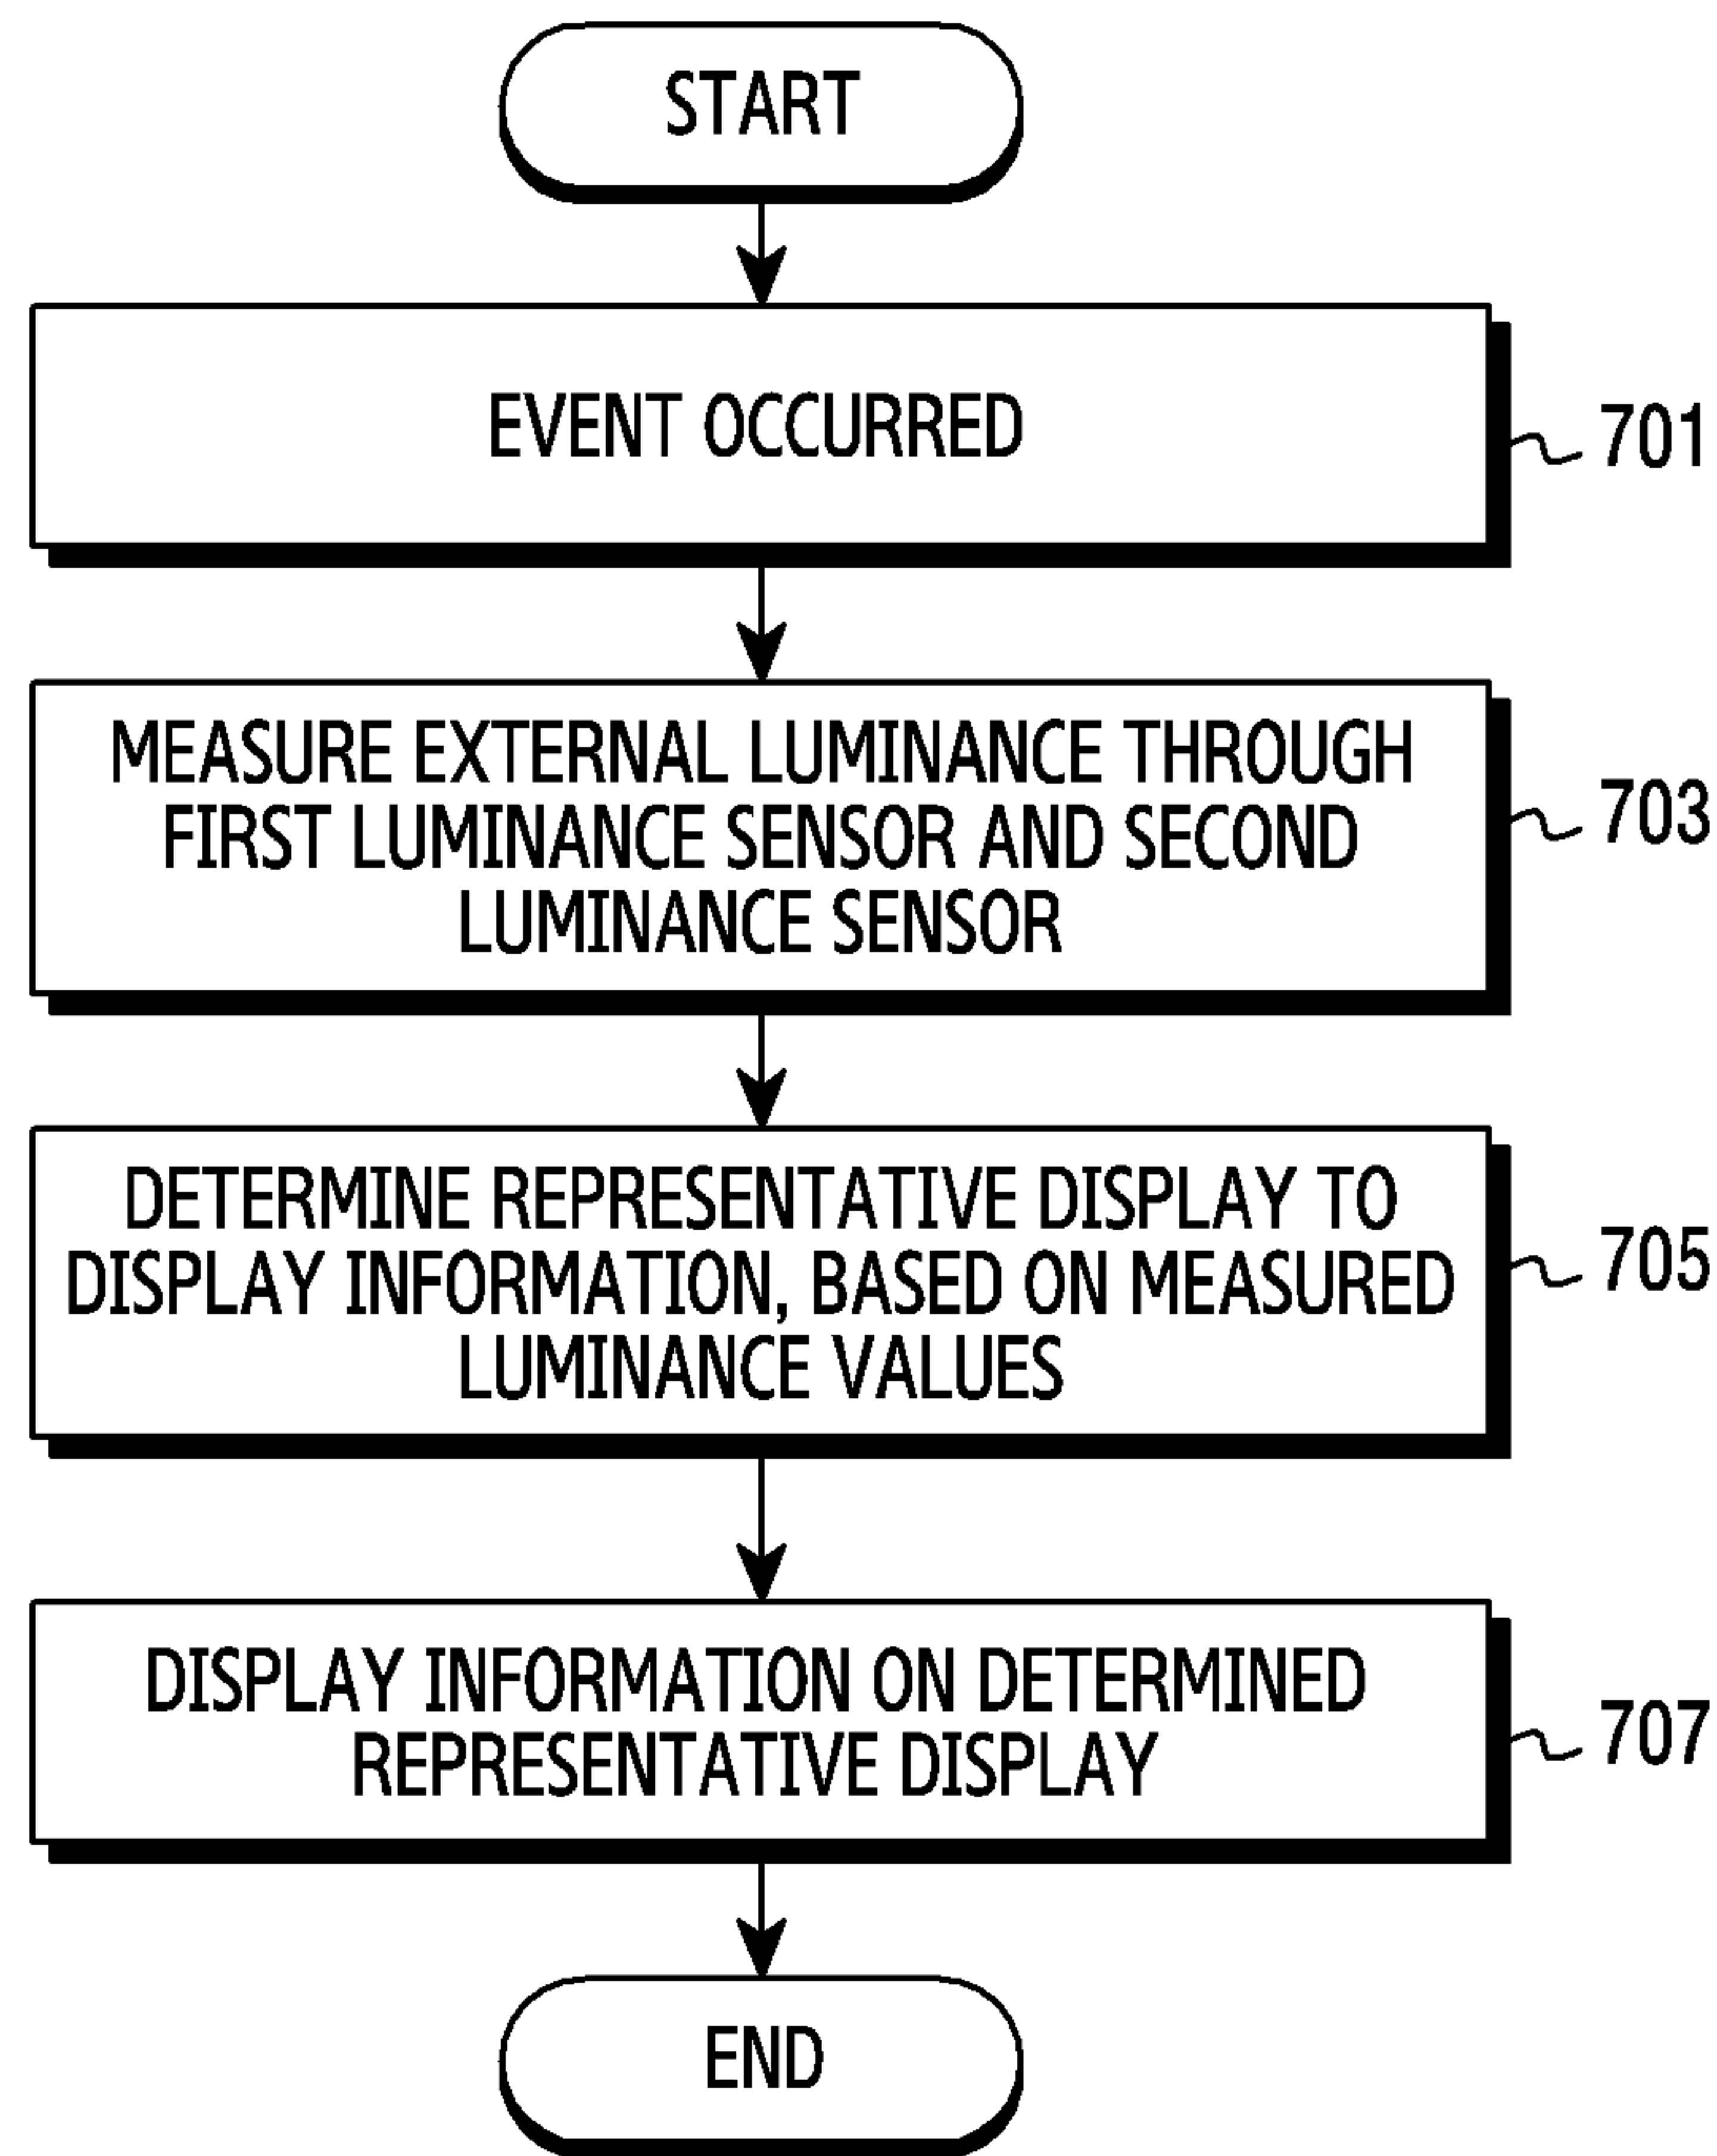 START
EVENT OCCURRED
701
MEASURE EXTERNAL LUMINANCE THROUGH
FIRST LUMINANCE SENSOR AND SECOND
LUMINANCE SENSOR
703
DETERMINE REPRESENTATIVE DISPLAY TO
DISPLAY INFORMATION, BASED ON MEASURED
LUMINANCE VALUES
705
DISPLAY INFORMATION ON DETERMINED
REPRESENTATIVE DISPLAY
707
END